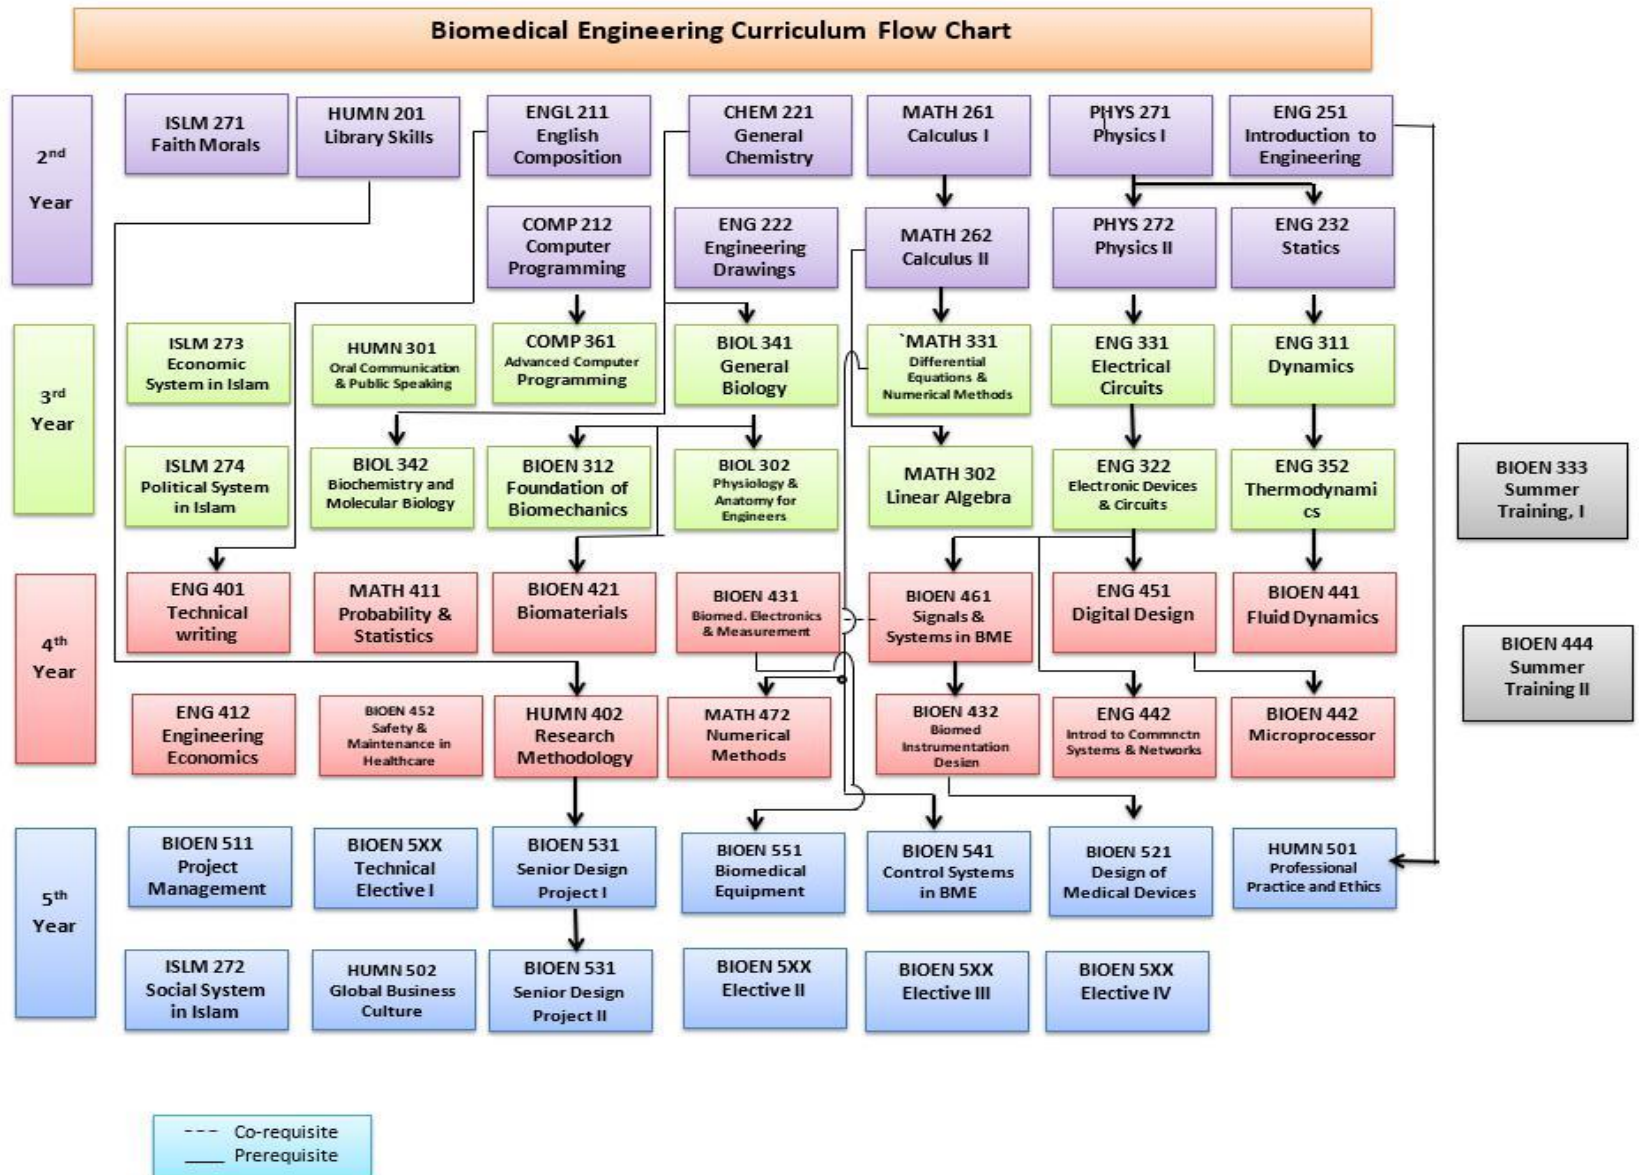 Biomedical Engineering Curriculum Flow Chart
2nd
Year
ISLM 271
Faith Morals
HUMN 201
Library Skills
ENGL 211
English
Composition
CHEM 221
General
Chemistry
MATH 261
Calculus I
PHYS 271
Physics I
ENG 251
Introduction to
Engineering
COMP 212
Computer
Programming
ENG 222
Engineering
Drawings
MATH 262
Calculus II
PHYS 272
Physics II
ENG 232
Statics
3rd
Year
ISLM 273
Economic
System in Islam
HUMN 301
Oral Communication
& Public Speaking
COMP 361
Advanced Computer
Programming
BIOL 341
General
Biology
`MATH 331
Differential
Equations &
Numerical Methods
ENG 331
Electrical
Circuits
ENG 311
Dynamics
ISLM 274
Political System
in Islam
BIOL 342
Biochemistry and
Molecular Biology
BIOEN 312
Foundation of
Biomechanics
BIOL 302
Physiology &
Anatomy for
Engineers
MATH 302
Linear Algebra
ENG 322
Electronic Devices
& Circuits
ENG 352
Thermodynami
cs
BIOEN 333
Summer
Training, I
4th
Year
ENG 401
Technical
writing
MATH 411
Probability &
Statistics
BIOEN 421
Biomaterials
BIOEN 431
Biomed. Electronics
& Measurement
BIOEN 461
Signals &
Systems in BME
ENG 451
Digital Design
BIOEN 441
Fluid Dynamics
BIOEN 444
Summer
Training II
ENG 412
Engineering
Economics
BIOEN 452
Safety &
Maintenance in
Healthcare
HUMN 402
Research
Methodology
MATH 472
Numerical
Methods
BIOEN 432
Biomed
Instrumentation
Design
ENG 442
Introd to Commnctn
Systems & Networks
BIOEN 442
Microprocessor
5th
Year
BIOEN 511
Project
Management
BIOEN 5XX
Technical
Elective I
BIOEN 531
Senior Design
Project I
BIOEN 551
Biomedical
Equipment
BIOEN 541
Control Systems
in BME
BIOEN 521
Design of
Medical Devices
HUMN 501
Professional
Practice and Ethics
ISLM 272
Social System
in Islam
HUMN 502
Global Business
Culture
BIOEN 531
Senior Design
Project II
BIOEN 5XX
Elective II
BIOEN 5XX
Elective III
BIOEN 5XX
Elective IV
Co-requisite
Prerequisite